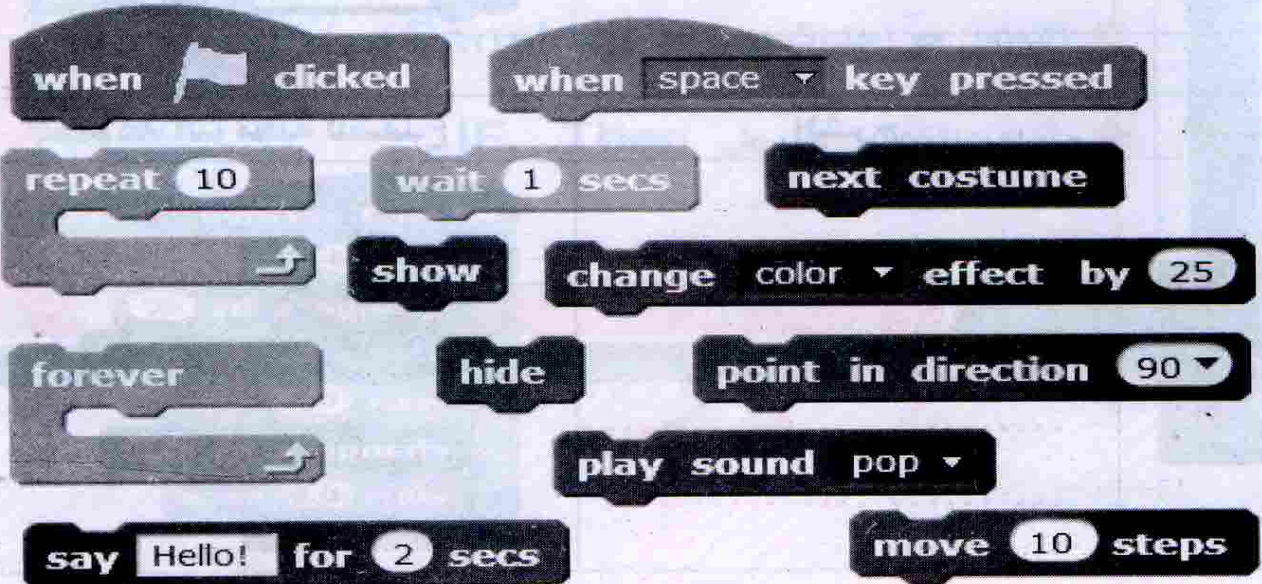 when clicked
when space key pressed
repeat 10
wait 1 secs
next costume
show
change color effect by 25
forever
hide
point in direction 90
play sound pop
say Hello! for 2 secs
move 10 steps